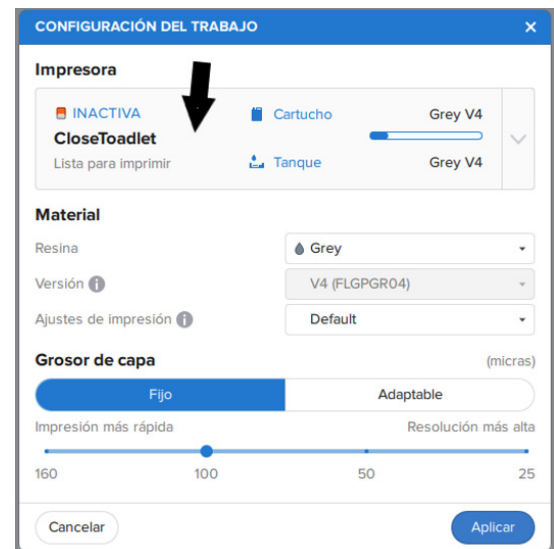 CONFIGURACIÓN DEL TRABAJO
Impresora
INACTIVA Cartucho Grey V4
CloseToadlet
Lista para imprimir Tanque Grey V4
Material
Resina Grey
Versión V4 (FLGPGR04)
Ajustes de impresión Default
Grosor de capa (micras)
Fijo Adaptable
Impresión más rápida Resolución más alta
160 100 50 25
Cancelar Aplicar